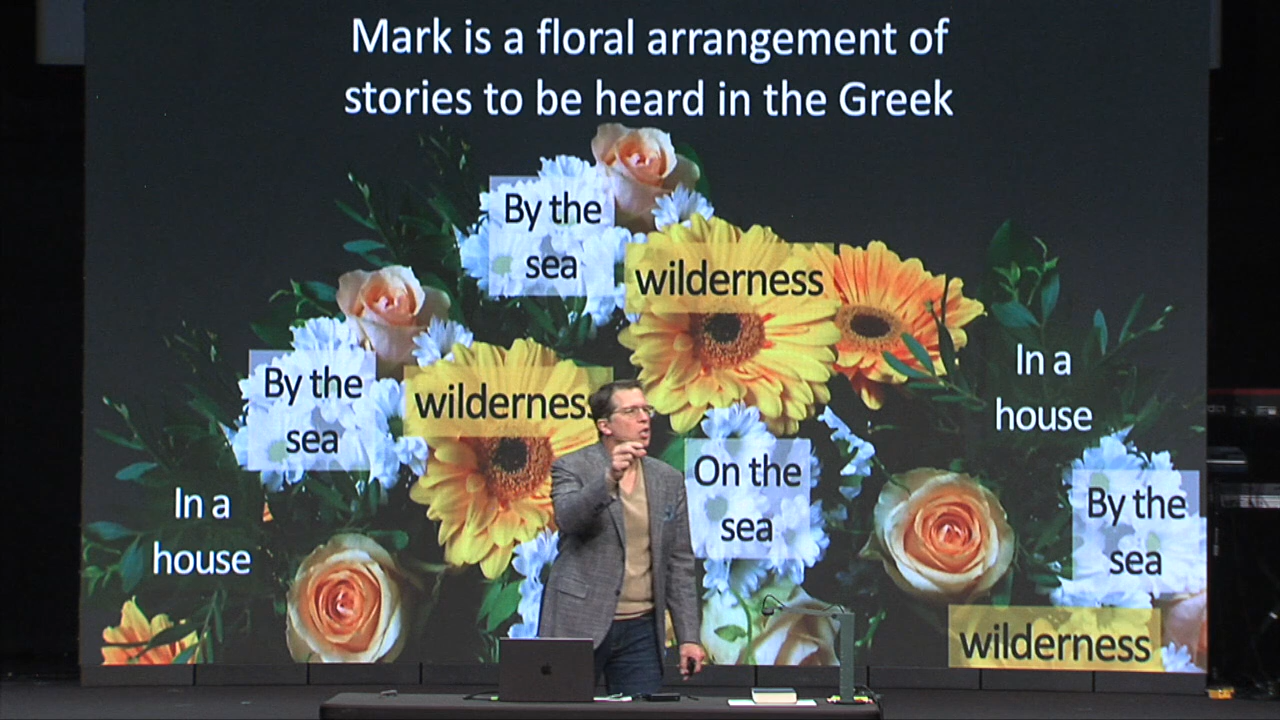 Mark is a floral arrangement of
stories to be heard in the Greek
By the
sea
wilderness
In a
house
By the
sea
wildernes
On the
sea
By the
sea
In a
house
wilderness